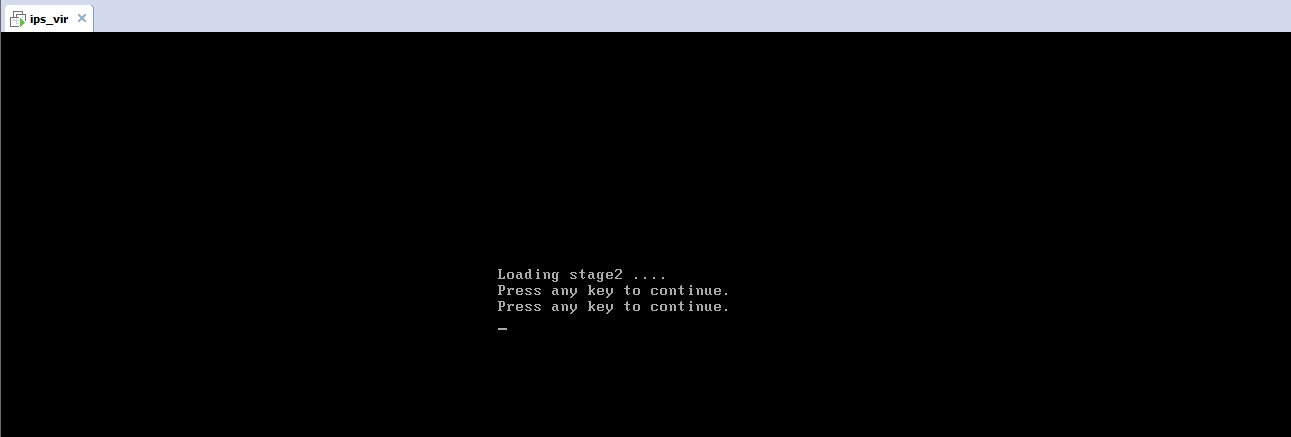 ips_vir
Loading stage2 ....
Press any key to continue.
Press any key to continue.